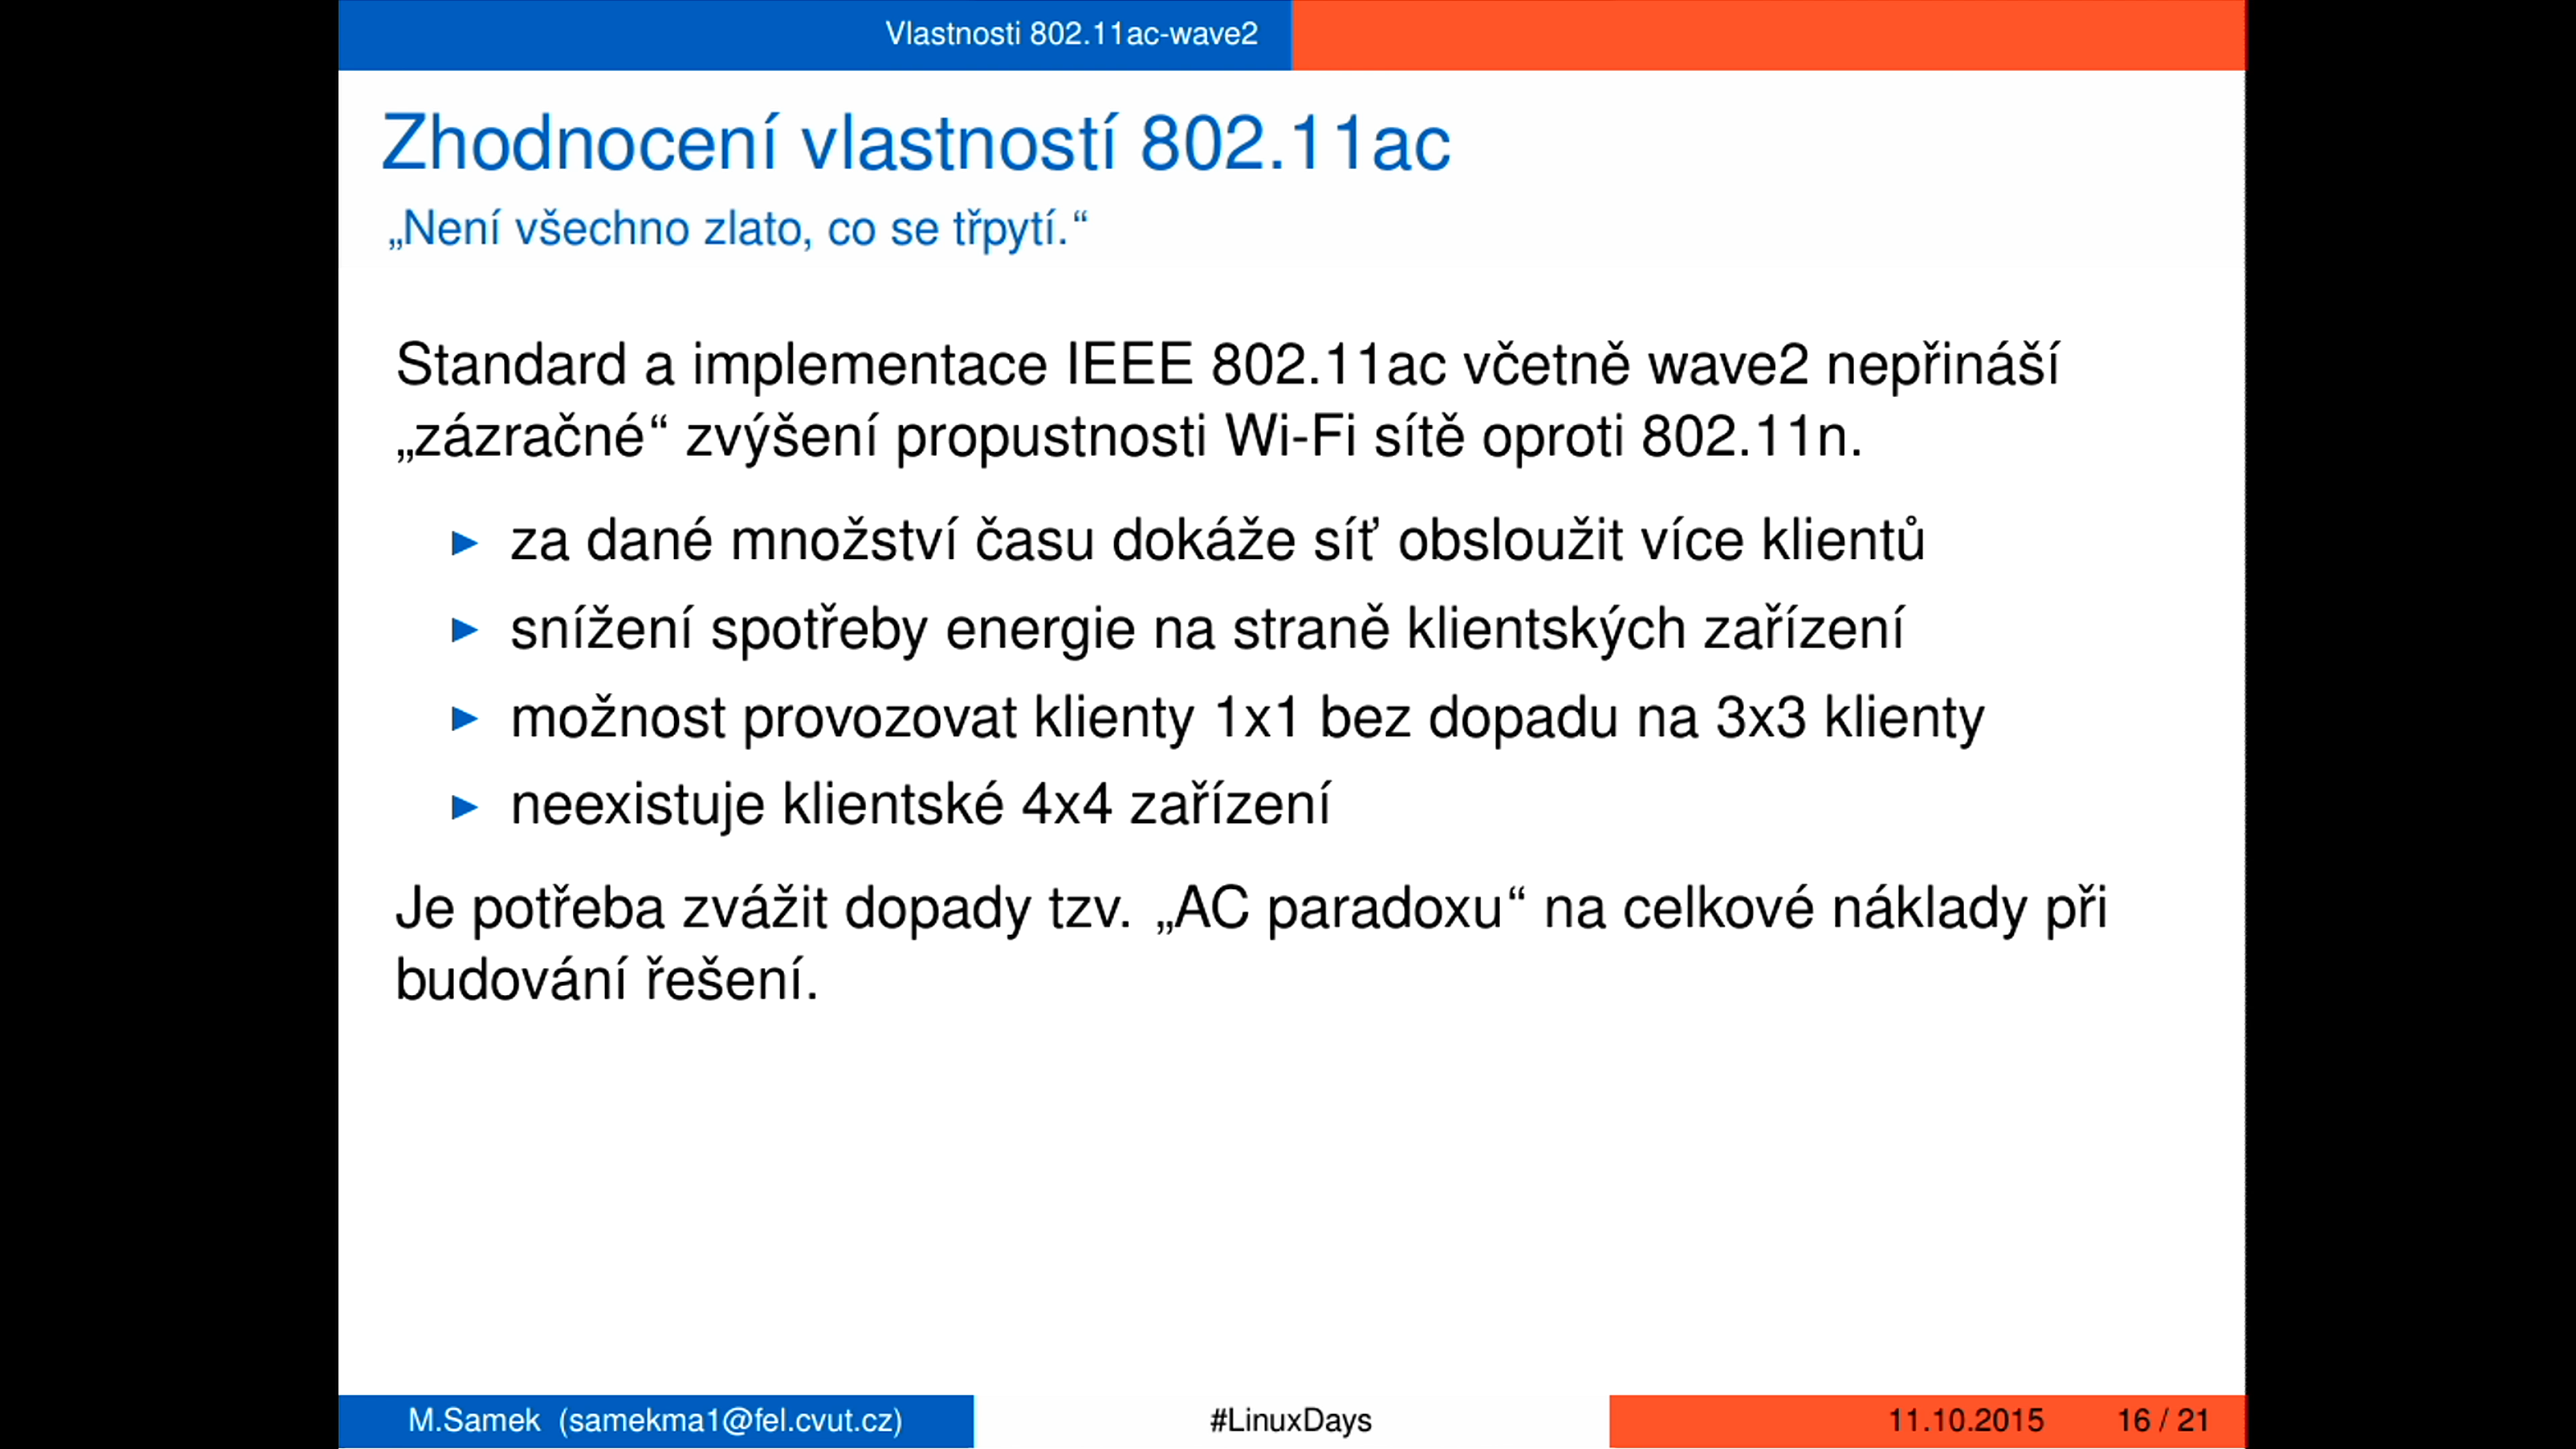 Vlastnosti 802.11ac-wave2
Zhodnocení vlastností 802.11ac
„Není všechno zlato, co se třpytí.“
Standard a implementace IEEE 802.11ac včetně wave2 nepřináší
„zázračné“ zvýšení propustnosti Wi-Fi sítě oproti 802.11n.
▶ za dané množství času dokáže síť obsloužit více klientů
▶ snížení spotřeby energie na straně klientských zařízení
▶ možnost provozovat klienty 1x1 bez dopadu na 3x3 klienty
▶ neexistuje klientské 4x4 zařízení
Je potřeba zvážit dopady tzv. „AC paradoxu“ na celkové náklady při
budování řešení.
M.Samek (samekma1@fel.cvut.cz) #LinuxDays 11.10.2015 16 / 21